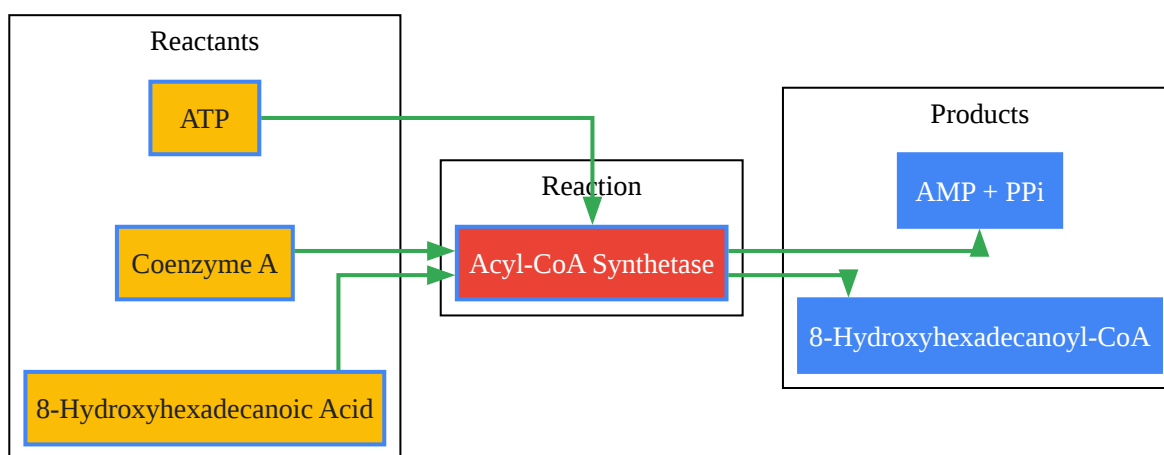 Reactants
ATP
Coenzyme A
8-Hydroxyhexadecanoic Acid
Reaction
Acyl-CoA Synthetase
Products
AMP + PPi
8-Hydroxyhexadecanoyl-CoA